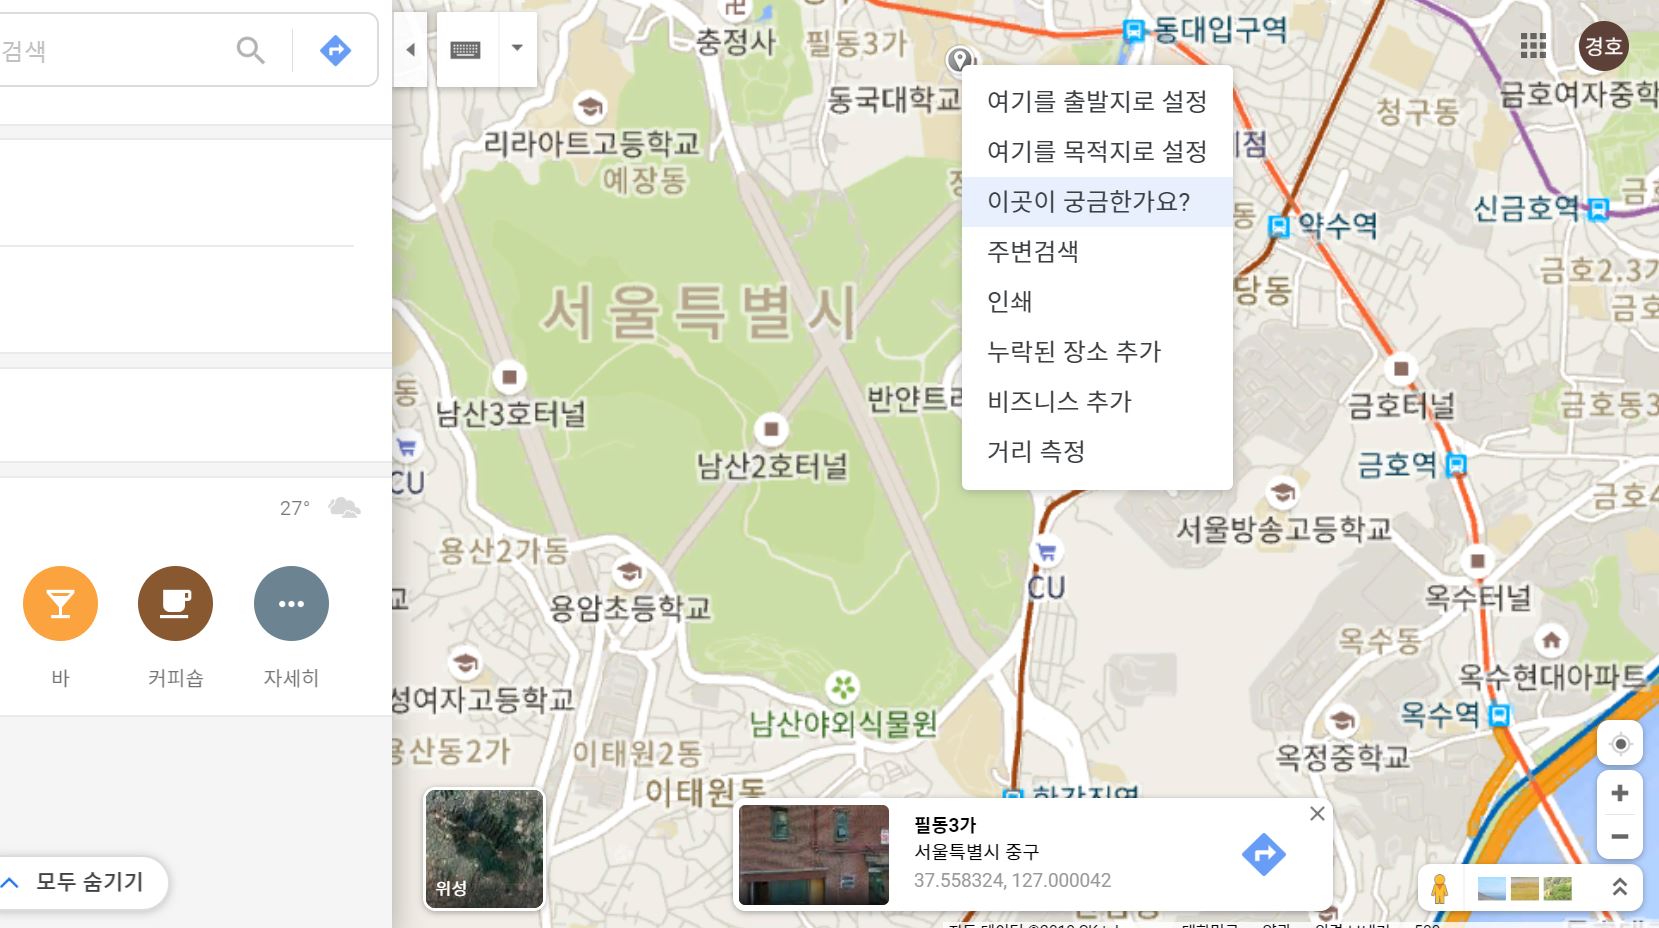 검색
경호
여기를 출발지로 설정
여기를 목적지로 설정
이곳이 궁금한가요?
주변검색
인쇄
누락된 장소 추가
비즈니스 추가
거리 측정
충정사
필동3가
동대입구역
동국대학교
리라아트고등학교
예장동
청구동
금호여자중학
신금호역
약수역
금호2.3가
당동
서울특별시
남산3호터널
CU
남산2호터널
반얀트리
금호터널
금호동3
금호역
금호4
서울방송고등학교
용산2가동
용암초등학교
CU
옥수터널
옥수동
옥수현대아파트
성여자고등학교
남산야외식물원
옥수역
옥정중학교
용산동2가
이태원2동
이태원동
27°
바
커피숍
자세히
모두 숨기기
위성
필동3가
서울특별시 중구
37.558324, 127.000042